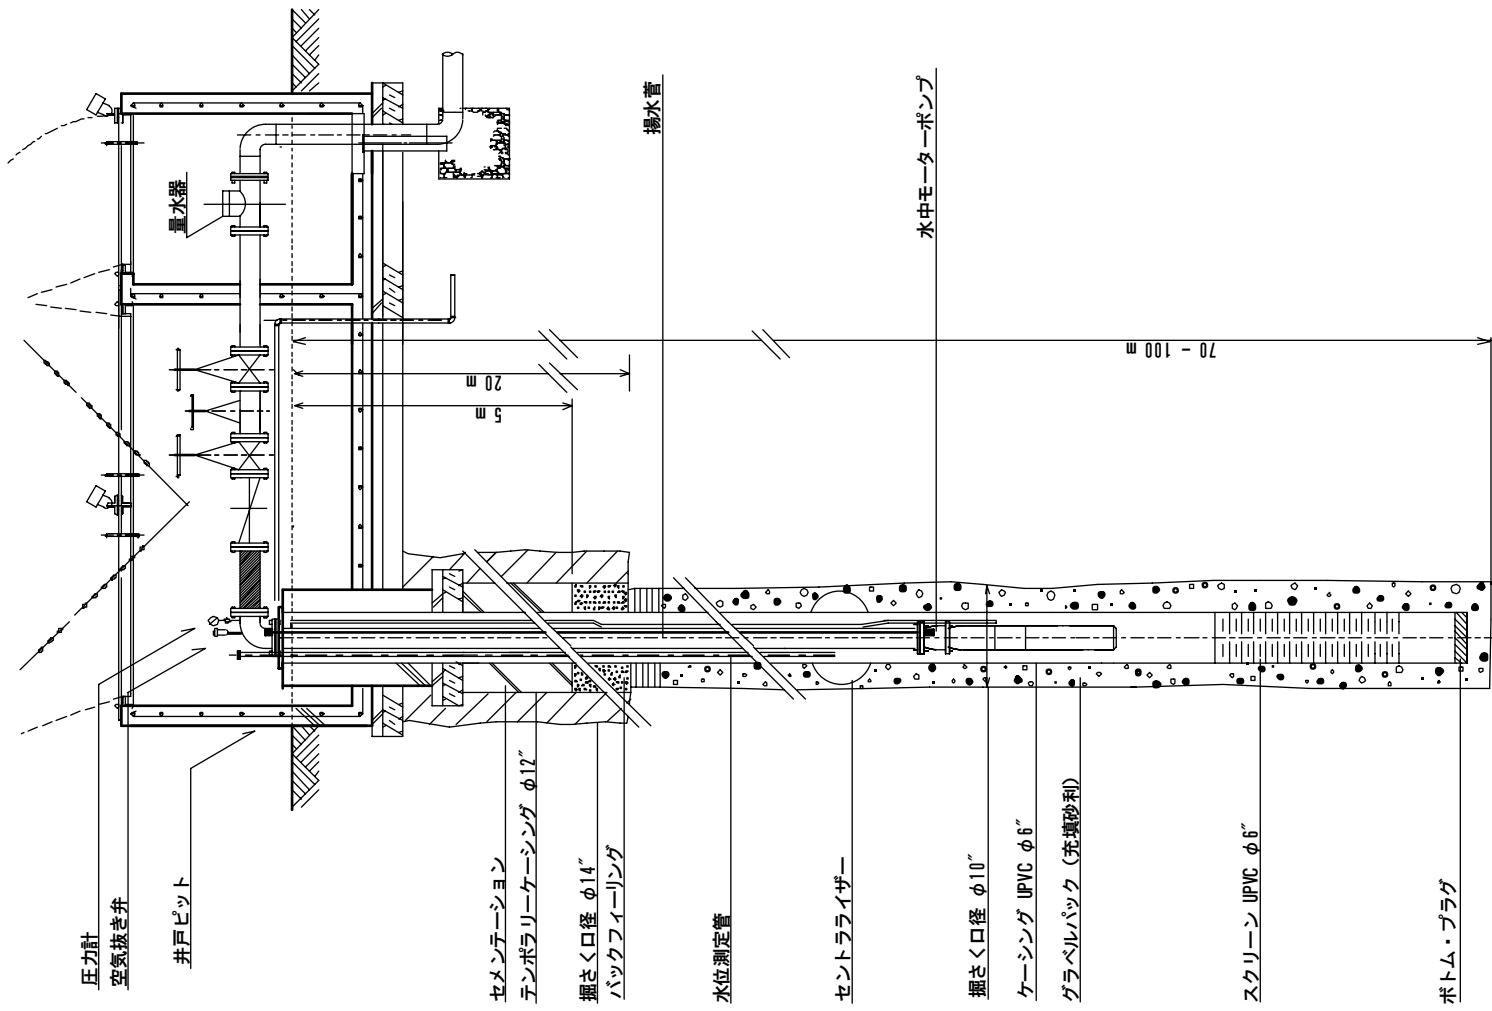 圧力計
空気抜き弁
井戸ピット
量水器
セメンテーション
テンポラリーケーシング φ12″
掘さく口径 φ14″
バックフィーリング
揚水管
水位測定管
セントラライザー
水中モーターポンプ
掘さく口径 φ10″
ケーシング UPVC φ6″
グラベルパック (充填砂利)
スクリーン UPVC φ6″
ボトム・プラグ
5 m
20 m
70 - 100 m